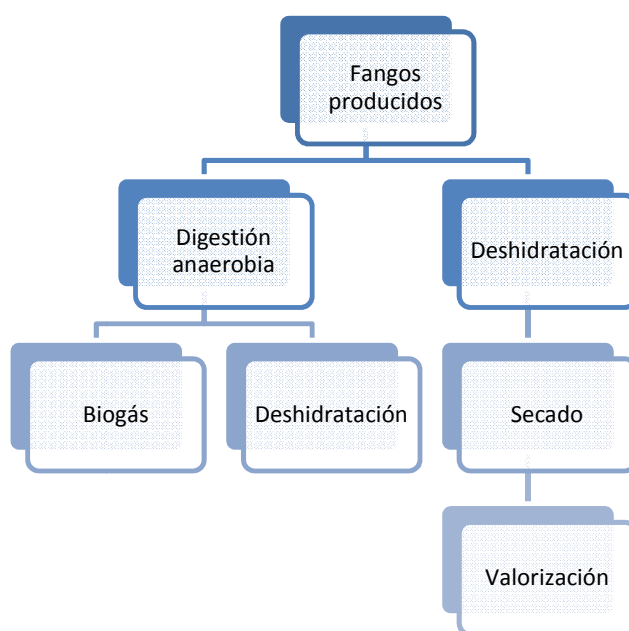 Fangos
producidos
Digestión
anaerobia
Deshidratación
Biogás
Deshidratación
Secado
Valorización